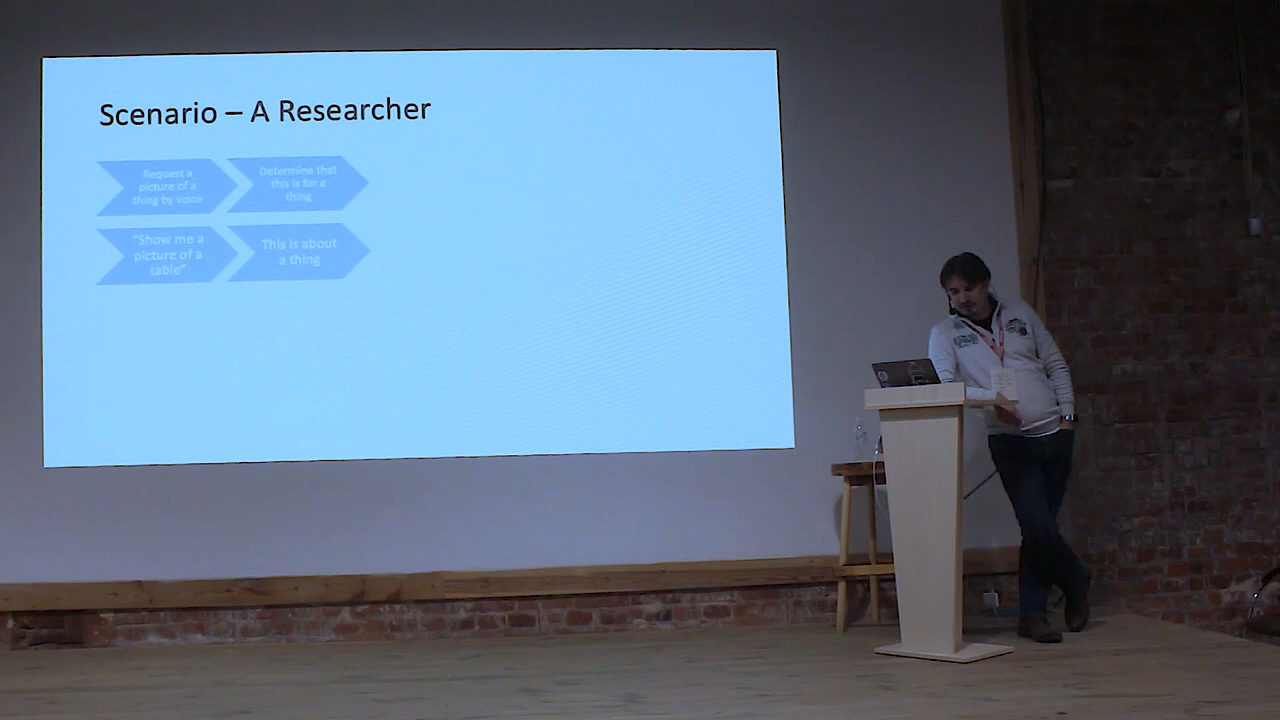 Scenario – A Researcher
Request a
picture of a
thing by voice
Determine that
this is for a
thing
"Show me a
picture of a
table"
This is about
a thing